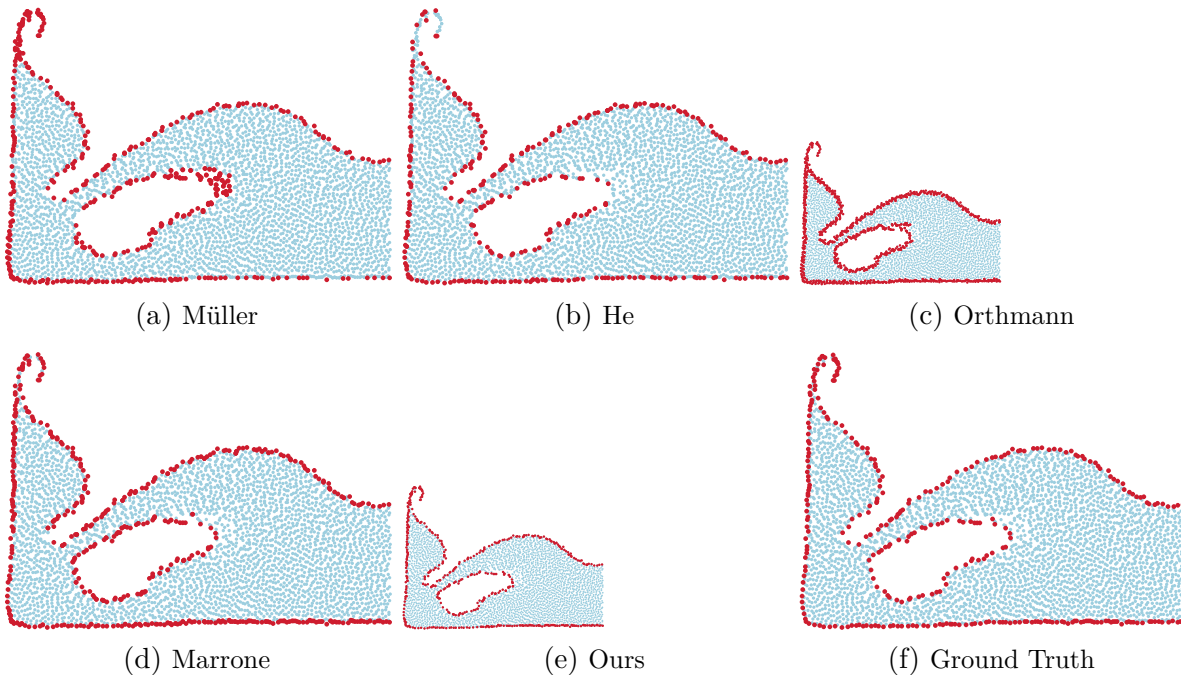 (a) Müller
(b) He
(c) Orthmann
(d) Marrone
(e) Ours
(f) Ground Truth